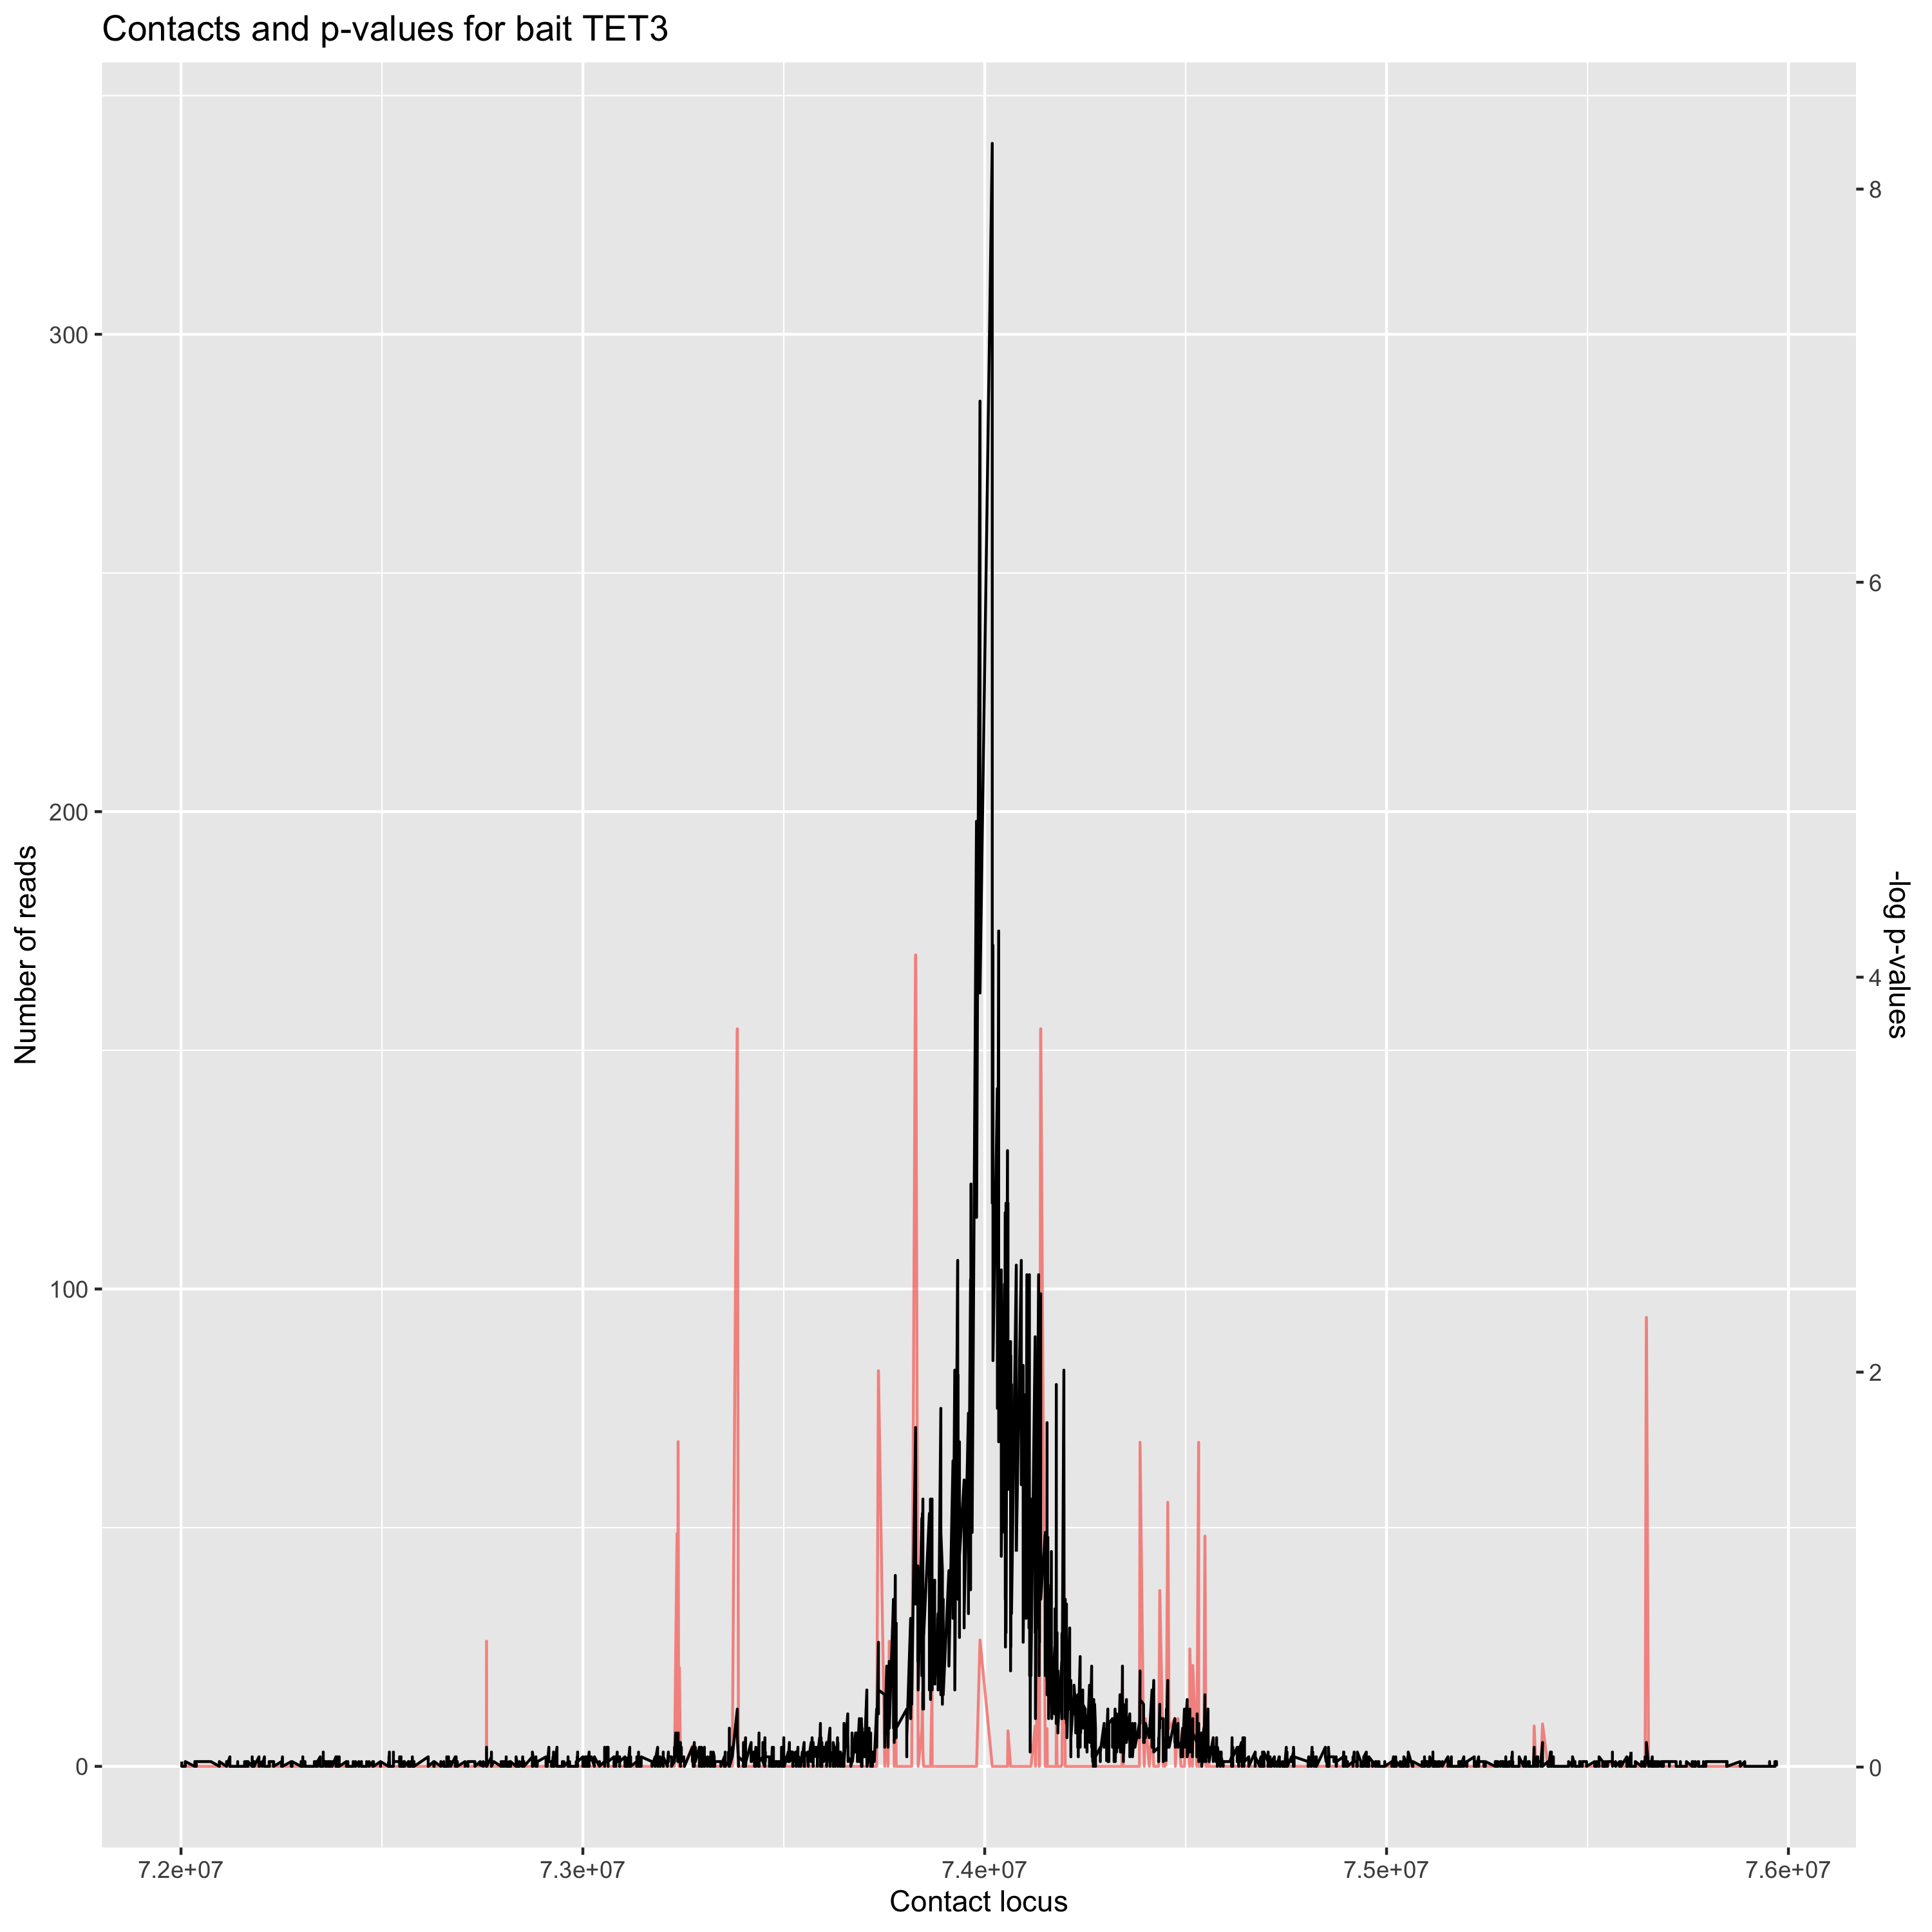 Contacts and p-values for bait TET3
300
200
100
0
Number of reads
8
6
4
2
0
-log p-values
7.2e+07 7.3e+07 7.4e+07 7.5e+07 7.6e+07
Contact locus